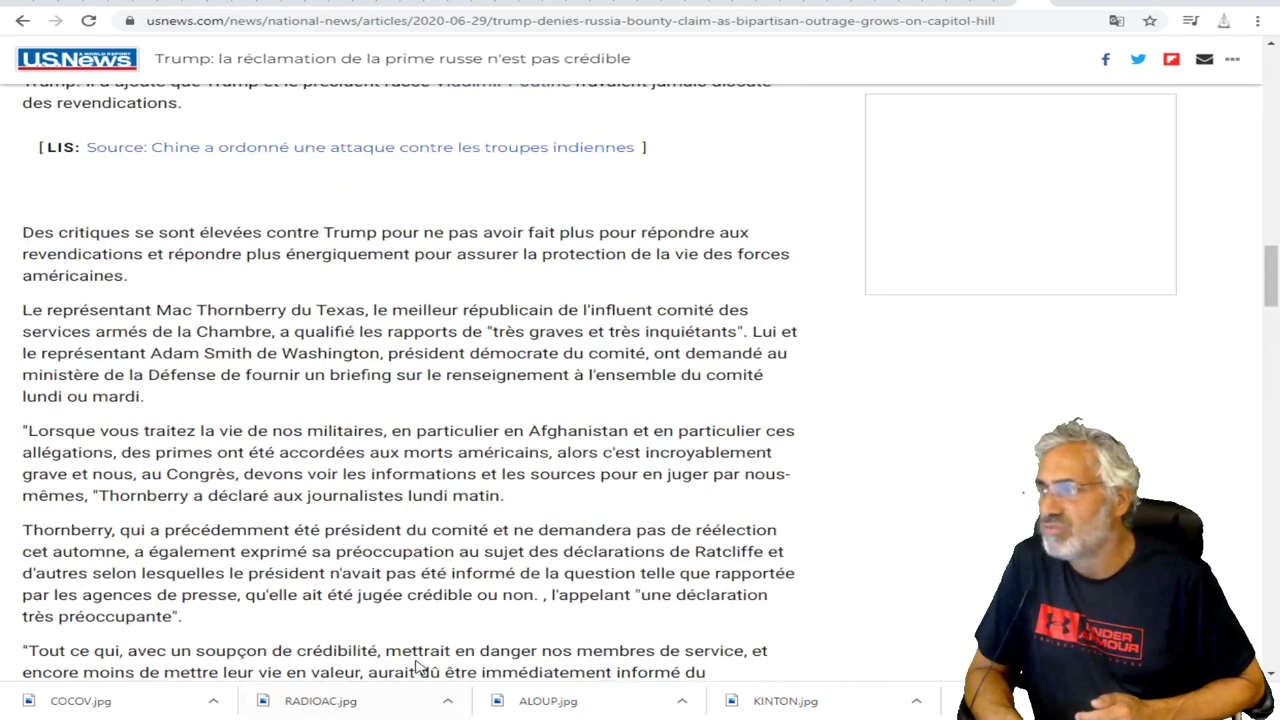 usnews.com/news/national-news/articles/2020-06-29/trump-denies-russia-bounty-claim-as-bipartisan-outrage-grows-on-capitol-hill
U.S.News
Trump: la réclamation de la prime russe n'est pas crédible
Trump. Il a ajouté que Trump et le président russe Vladimir Poutine n'avaient jamais discuté
des revendications.
[ LIS: Source: Chine a ordonné une attaque contre les troupes indiennes ]
Des critiques se sont élevées contre Trump pour ne pas avoir fait plus pour répondre aux
revendications et répondre plus énergiquement pour assurer la protection de la vie des forces
américaines.
Le représentant Mac Thornberry du Texas, le meilleur républicain de l'influent comité des
services armés de la Chambre, a qualifié les rapports de "très graves et très inquiétants". Lui et
le représentant Adam Smith de Washington, président démocrate du comité, ont demandé au
ministère de la Défense de fournir un briefing sur le renseignement à l'ensemble du comité
lundi ou mardi.
"Lorsque vous traitez la vie de nos militaires, en particulier en Afghanistan et en particulier ces
allégations, des primes ont été accordées aux morts américains, alors c'est incroyablement
grave et nous, au Congrès, devons voir les informations et les sources pour en juger par nous-
mêmes, "Thornberry a déclaré aux journalistes lundi matin.
Thornberry, qui a précédemment été président du comité et ne demandera pas de réélection
cet automne, a également exprimé sa préoccupation au sujet des déclarations de Ratcliffe et
d'autres selon lesquelles le président n'avait pas été informé de la question telle que rapportée
par les agences de presse, qu'elle ait été jugée crédible ou non. , l'appelant "une déclaration
très préoccupante".
"Tout ce qui, avec un soupçon de crédibilité, mettrait en danger nos membres de service, et
encore moins de mettre leur vie en valeur, aurait dû être immédiatement informé du
COCOV.jpg
RADIOAC.jpg
ALOUP.jpg
KINTON.jpg
UNDER
ARMOUR